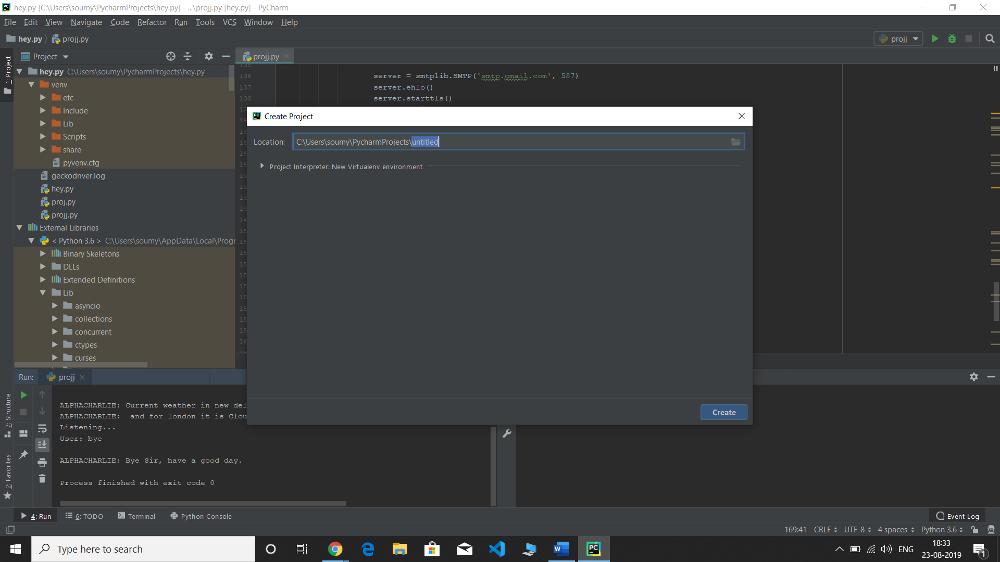 hey.py [C:\Users\soumy\PycharmProjects\hey.py] - ...\projj.py [hey.py] - PyCharm
File Edit View Navigate Code Refactor Run Tools VCS Window Help
hey.py projj.py
projj
Project
projj.py
1: Project
hey.py C:\Users\soumy\PycharmProjects\hey.py
venv
etc
Include
Lib
Scripts
share
pyvenv.cfg
geckodriver.log
hey.py
proj.py
projj.py
External Libraries
< Python 3.6 > C:\Users\soumy\AppData\Local\Progr
Binary Skeletons
DLLs
Extended Definitions
Lib
asyncio
collections
concurrent
ctypes
curses
135
136 server = smtplib.SMTP('smtp.gmail.com', 587)
137 server.ehlo()
138 server.starttls()
PC Create Project
Location: C:\Users\soumy\PycharmProjects\untitled
Project Interpreter: New Virtualenv environment
Create
Run: projj
7: Structure
2: Favorites
ALPHACHARLIE: Current weather in new del
ALPHACHARLIE:  and for london it is Clou
Listening...
User: bye
ALPHACHARLIE: Bye Sir, have a good day.
Process finished with exit code 0
4: Run 6: TODO Terminal Python Console Event Log
169:41 CRLF UTF-8 4 spaces Python 3.6
Type here to search
ENG
18:33
23-08-2019
1